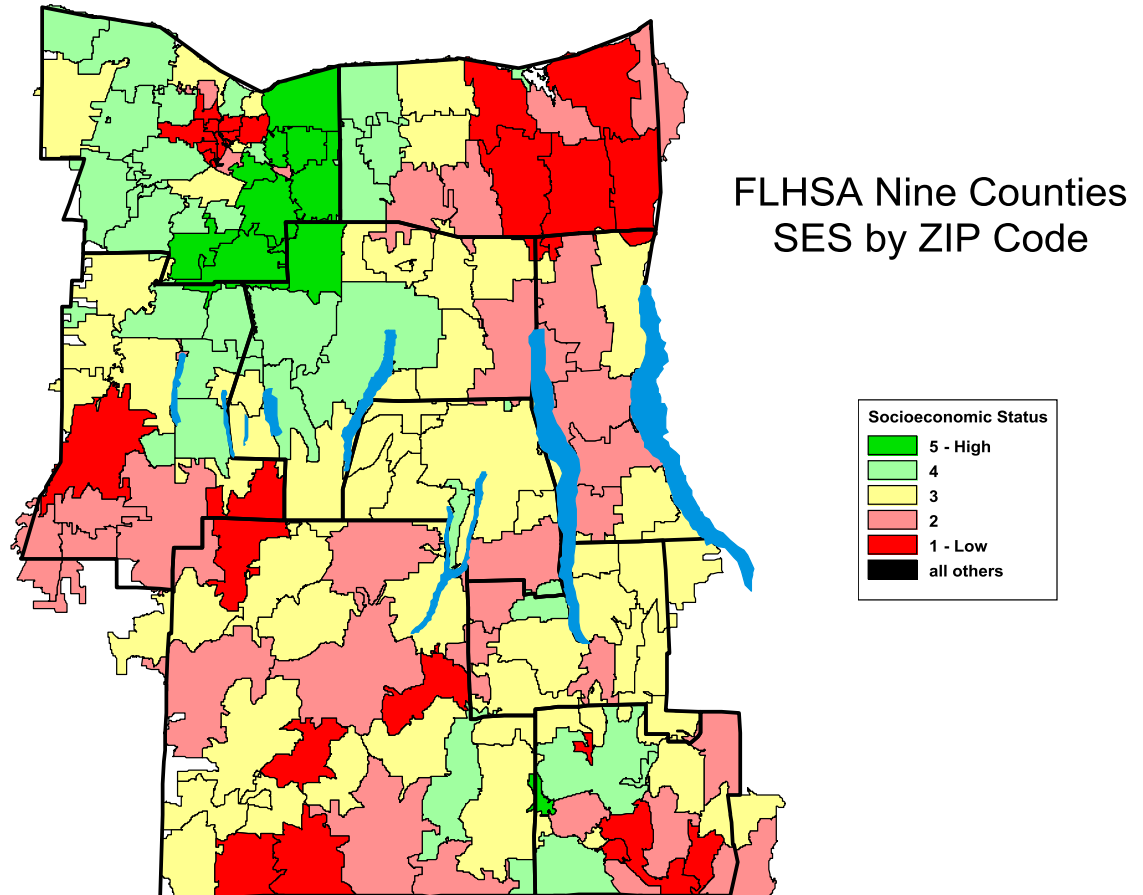 FLHSA Nine Counties
SES by ZIP Code
Socioeconomic Status
5 - High
4
3
2
1 - Low
all others